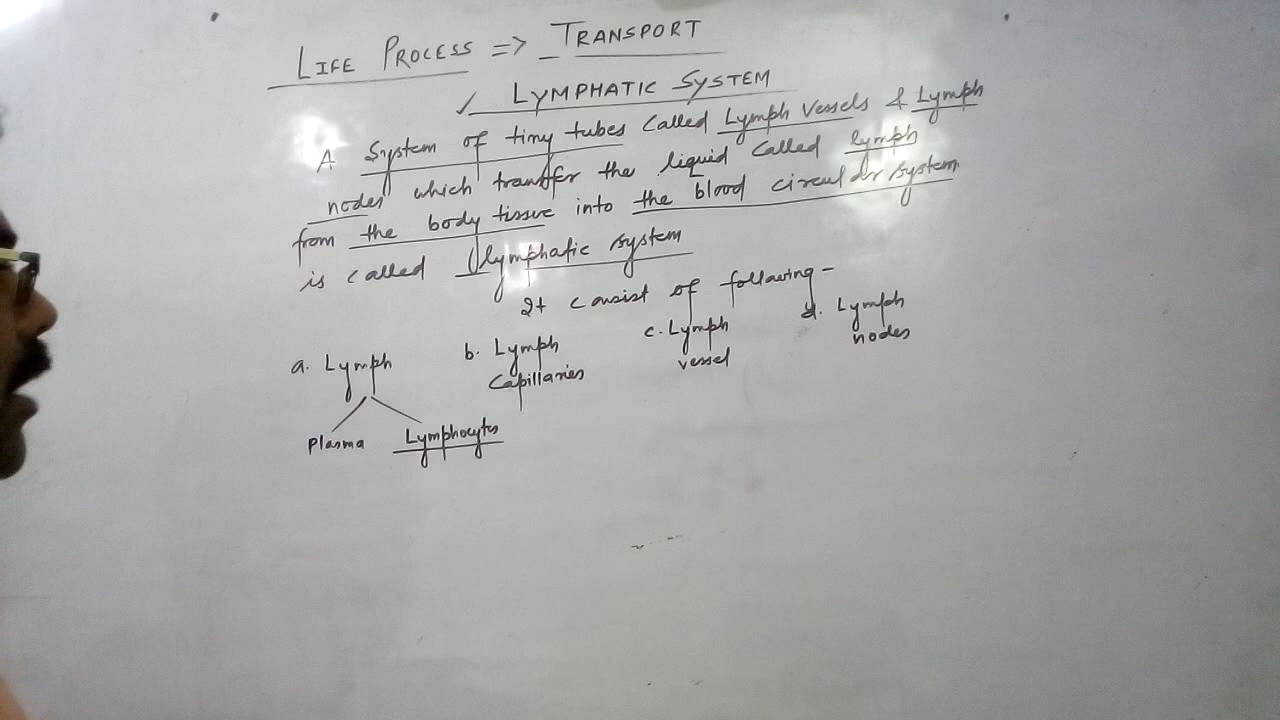 LIFE PROCESS => TRANSPORT
✓ LYMPHATIC SYSTEM
A System of tiny tubes called Lymph Vessels & Lymph
nodes which transfer the liquid called lymph
from the body tissue into the blood circular system
is called lymphatic system
It consist of following -
a. Lymph b. Lymph c. Lymph d. Lymph
Capillaries vessel nodes
Plasma Lymphocytes